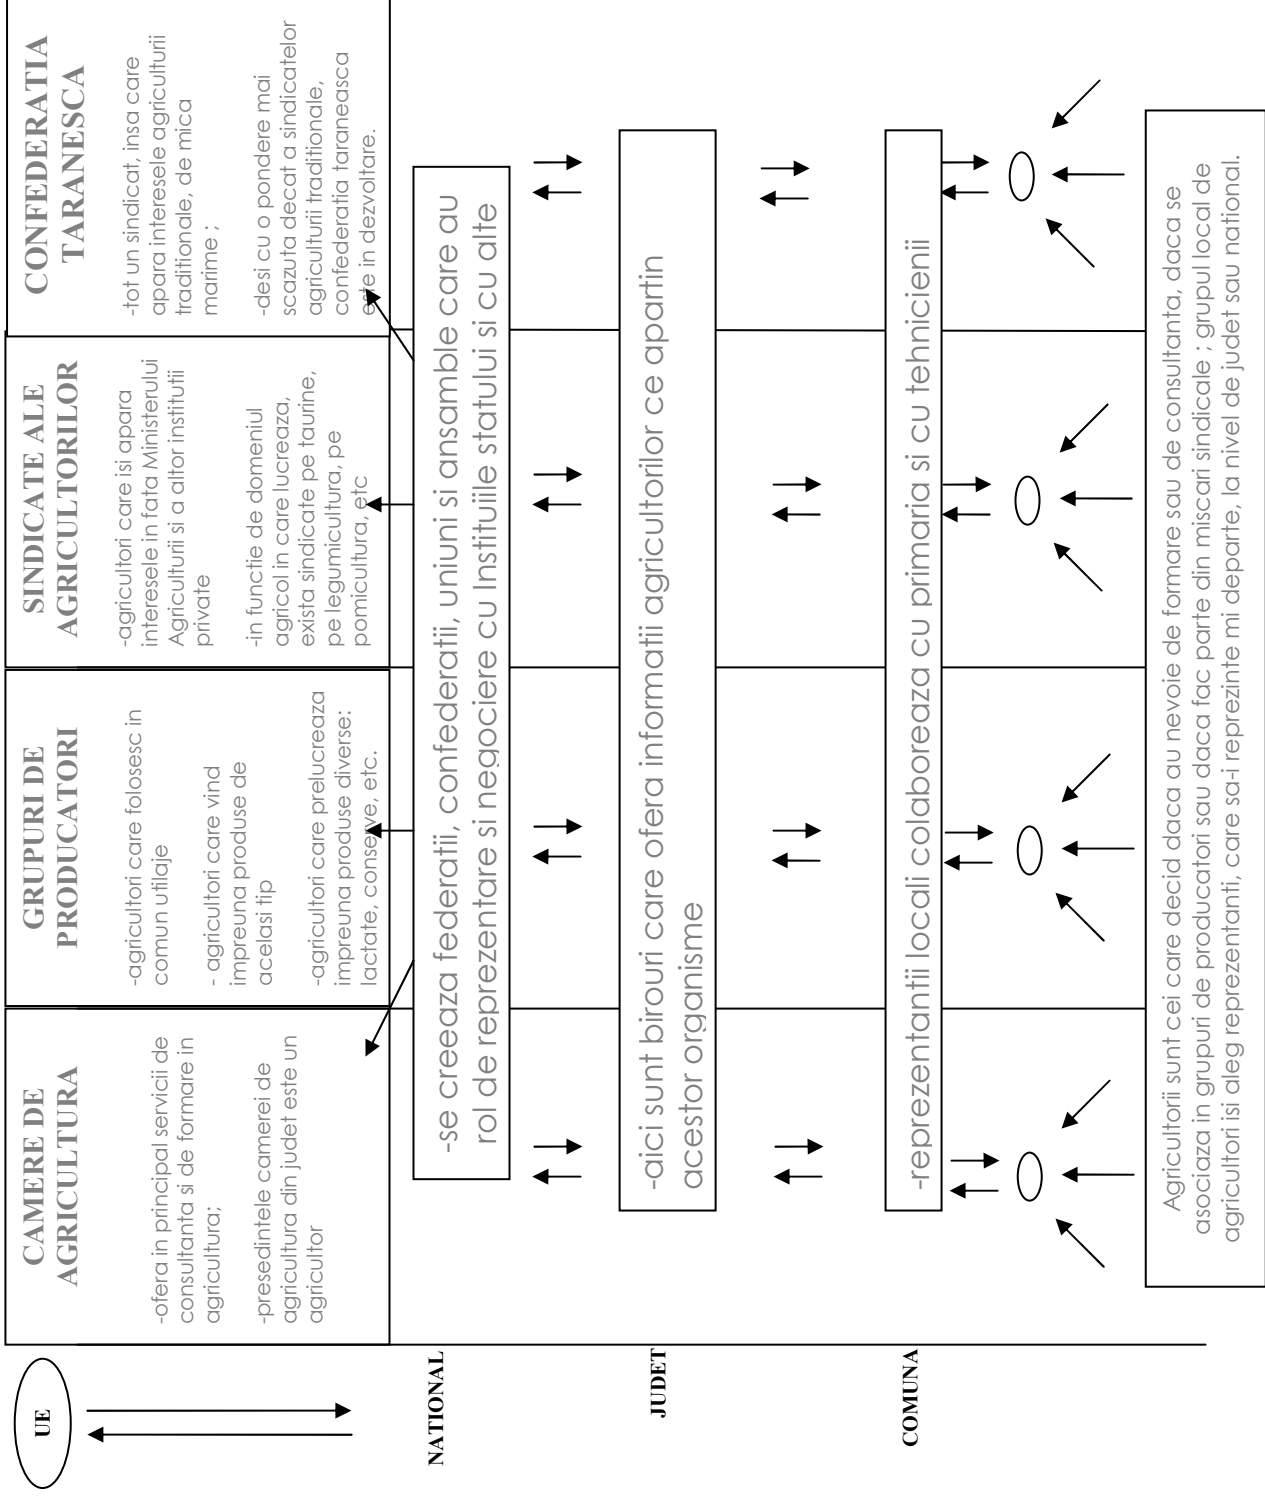 UE
CAMERE DE
AGRICULTURA
-ofera in principal servicii de
consultanta si de formare in
agricultura;
-presedintele camerei de
agricultura din judet este un
agricultor
GRUPURI DE
PRODUCATORI
-agricultori care folosesc in
comun utilaje
- agricultori care vind
impreuna produse de
acelasi tip
-agricultori care prelucreaza
impreuna produse diverse:
lactate, conserve, etc.
SINDICATE ALE
AGRICULTORILOR
-agricultori care isi apara
interesele in fata Ministerului
Agriculturii si a altor institutii
private
-in functie de domeniul
agricol in care lucreaza,
exista sindicate pe taurine,
pe legumicultura, pe
pomicultura, etc
CONFEDERATIA
TARANESCA
-tot un sindicat, insa care
apara interesele agriculturii
traditionale, de mica
marime ;
-desi cu o pondere mai
scazuta decat a sindicatelor
agriculturii traditionale,
confederatia taraneasca
este in dezvoltare.
NATIONAL
-se creeaza federatii, confederatii, uniuni si ansamble care au
rol de reprezentare si negociere cu Instituiile statului si cu alte
JUDET
-aici sunt birouri care ofera informatii agricultorilor ce apartin
acestor organisme
COMUNA
-reprezentantii locali colaboreaza cu primaria si cu tehnicienii
Agricultorii sunt cei care decid daca au nevoie de formare sau de consultanta, daca se
asociaza in grupuri de producatori sau daca fac parte din miscari sindicale ; grupul local de
agricultori isi aleg reprezentanti, care sa-i reprezinte mi departe, la nivel de judet sau national.